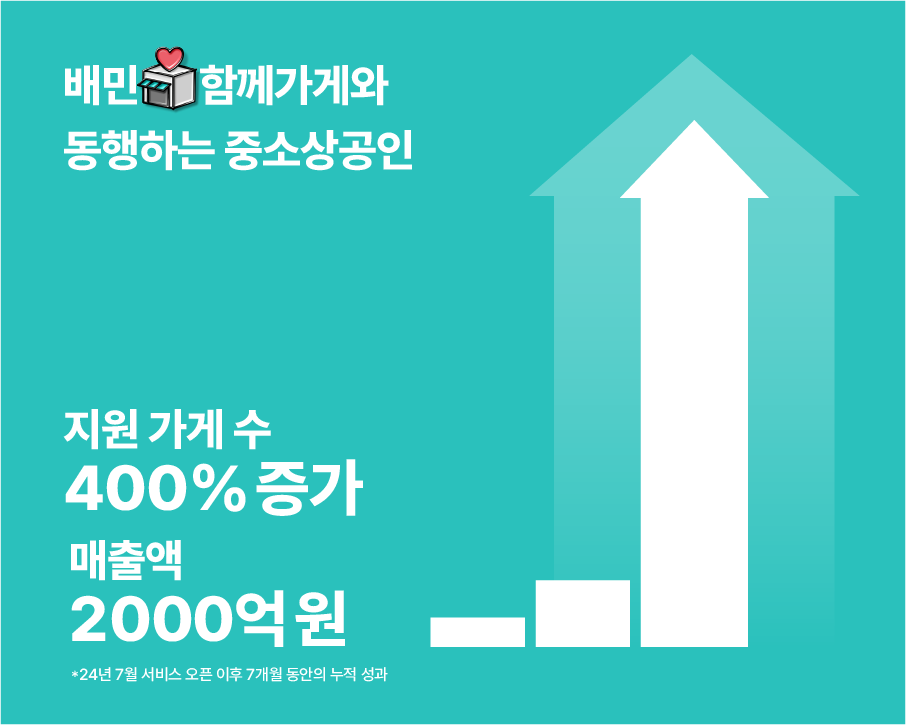 배민 함께가게와
동행하는 중소상공인
지원 가게 수
400% 증가
매출액
2000억 원
*24년 7월 서비스 오픈 이후 7개월 동안의 누적 성과